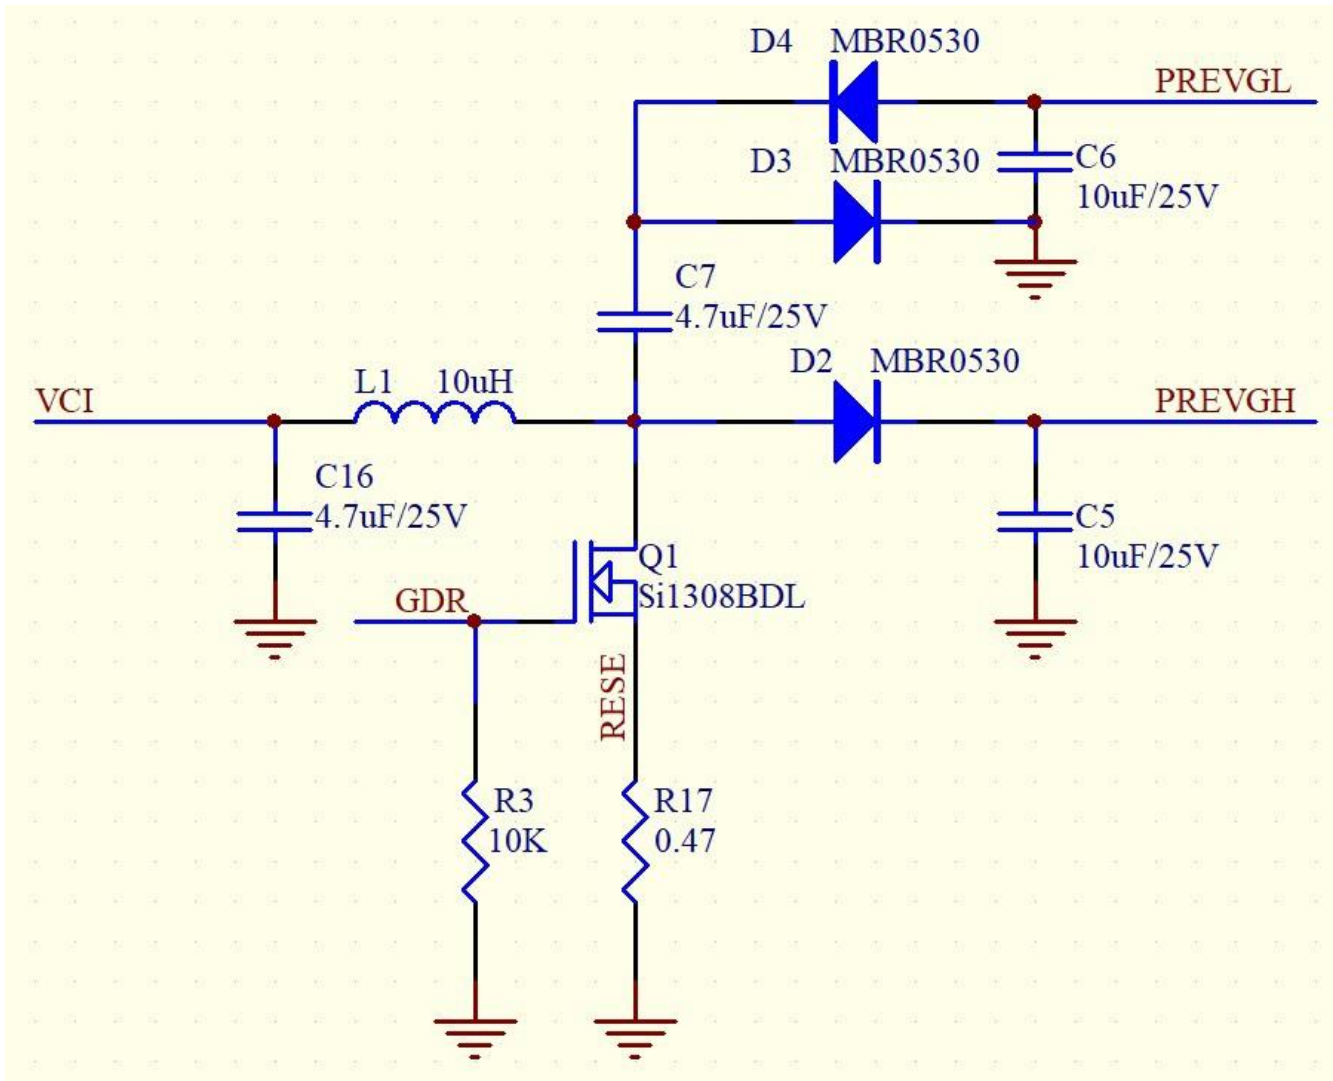 D4 MBR0530
PREVGL
D3 MBR0530
C6
10uF/25V
C7
4.7uF/25V
D2 MBR0530
L1 10uH
VCI
PREVGH
C16
4.7uF/25V
C5
10uF/25V
Q1
Si1308BDL
GDR
RESE
R3
10K
R17
0.47